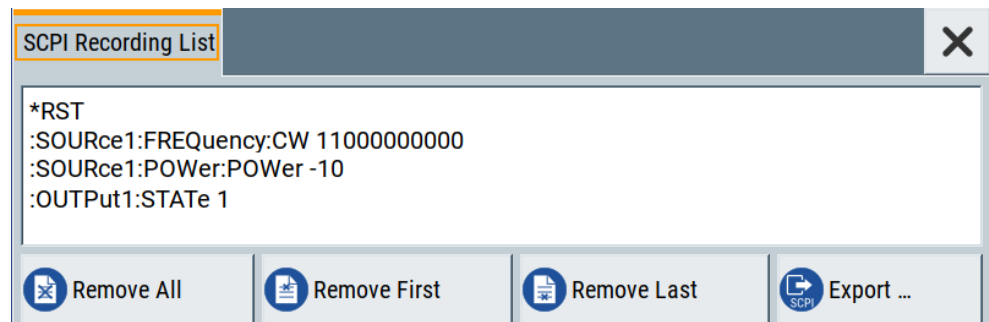 SCPI Recording List
*RST
:SOURce1:FREQuency:CW 11000000000
:SOURce1:POWer:POWer -10
:OUTPut1:STATe 1
Remove All
Remove First
Remove Last
SCPI
Export ...